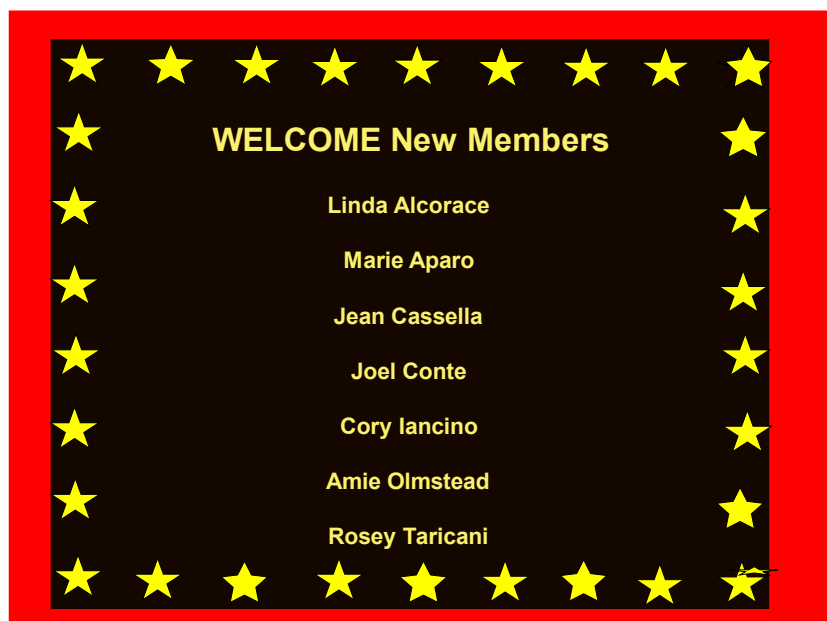 WELCOME New Members
Linda Alcorace
Marie Aparo
Jean Cassella
Joel Conte
Cory Iancino
Amie Olmstead
Rosey Taricani